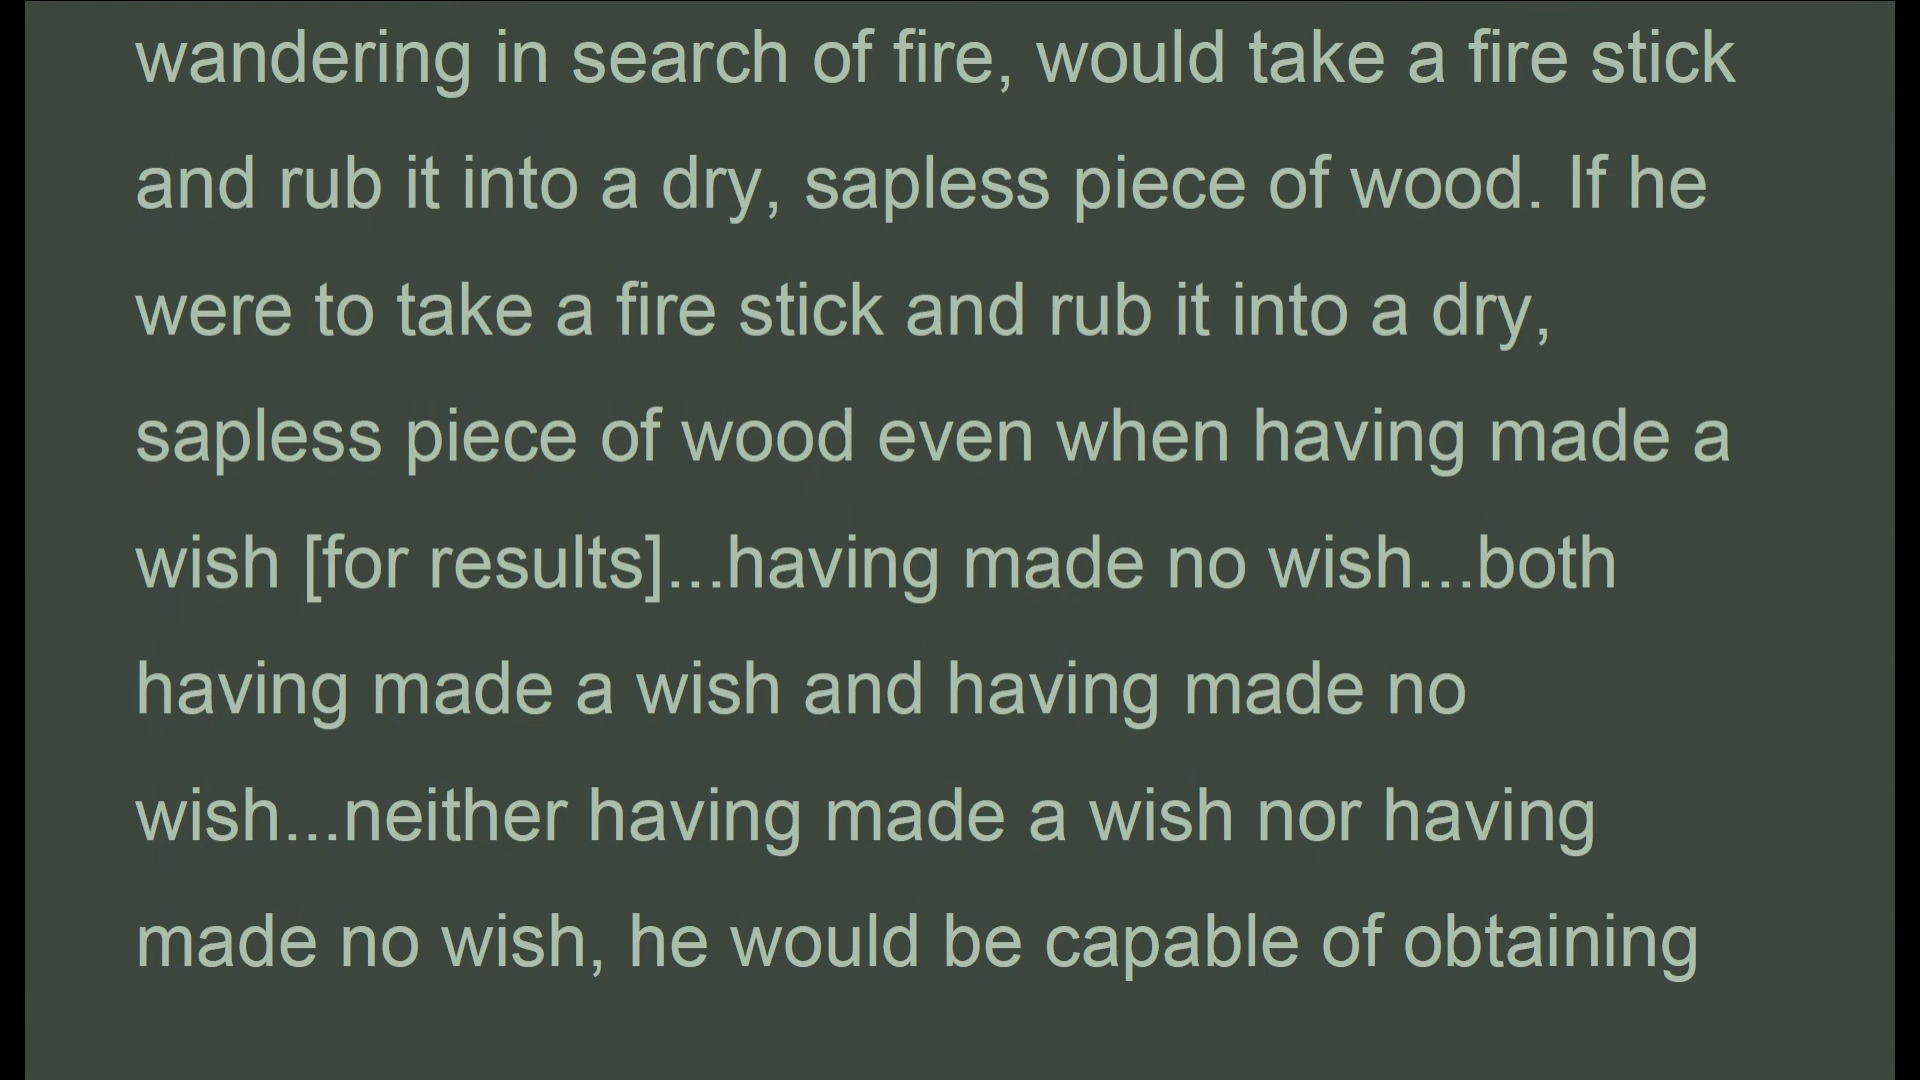 wandering in search of fire, would take a fire stick
and rub it into a dry, sapless piece of wood. If he
were to take a fire stick and rub it into a dry,
sapless piece of wood even when having made a
wish [for results]...having made no wish...both
having made a wish and having made no
wish...neither having made a wish nor having
made no wish, he would be capable of obtaining